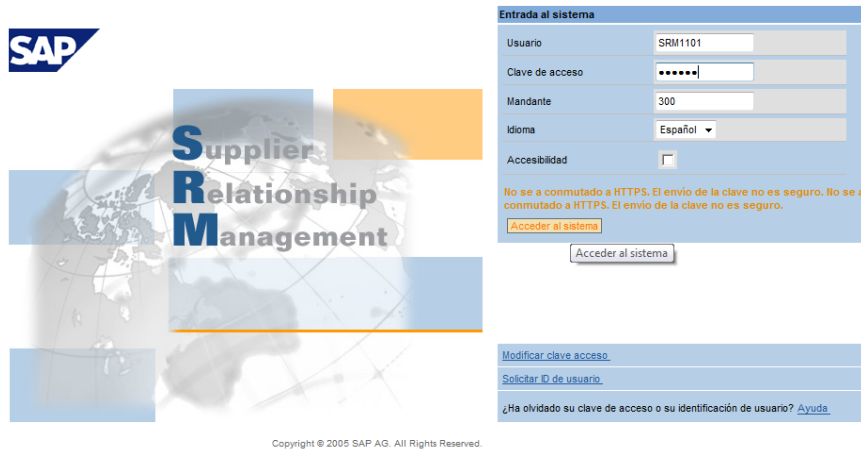 SAP
Supplier
Relationship
Management
Copyright © 2005 SAP AG. All Rights Reserved.
Entrada al sistema
Usuario SRM1101
Clave de acceso ••••••
Mandante 300
Idioma Español
Accesibilidad
No se a conmutado a HTTPS. El envio de la clave no es seguro. No se a
conmutado a HTTPS. El envio de la clave no es seguro.
Acceder al sistema
Acceder al sistema
Modificar clave acceso
Solicitar ID de usuario
¿Ha olvidado su clave de acceso o su identificación de usuario? Ayuda